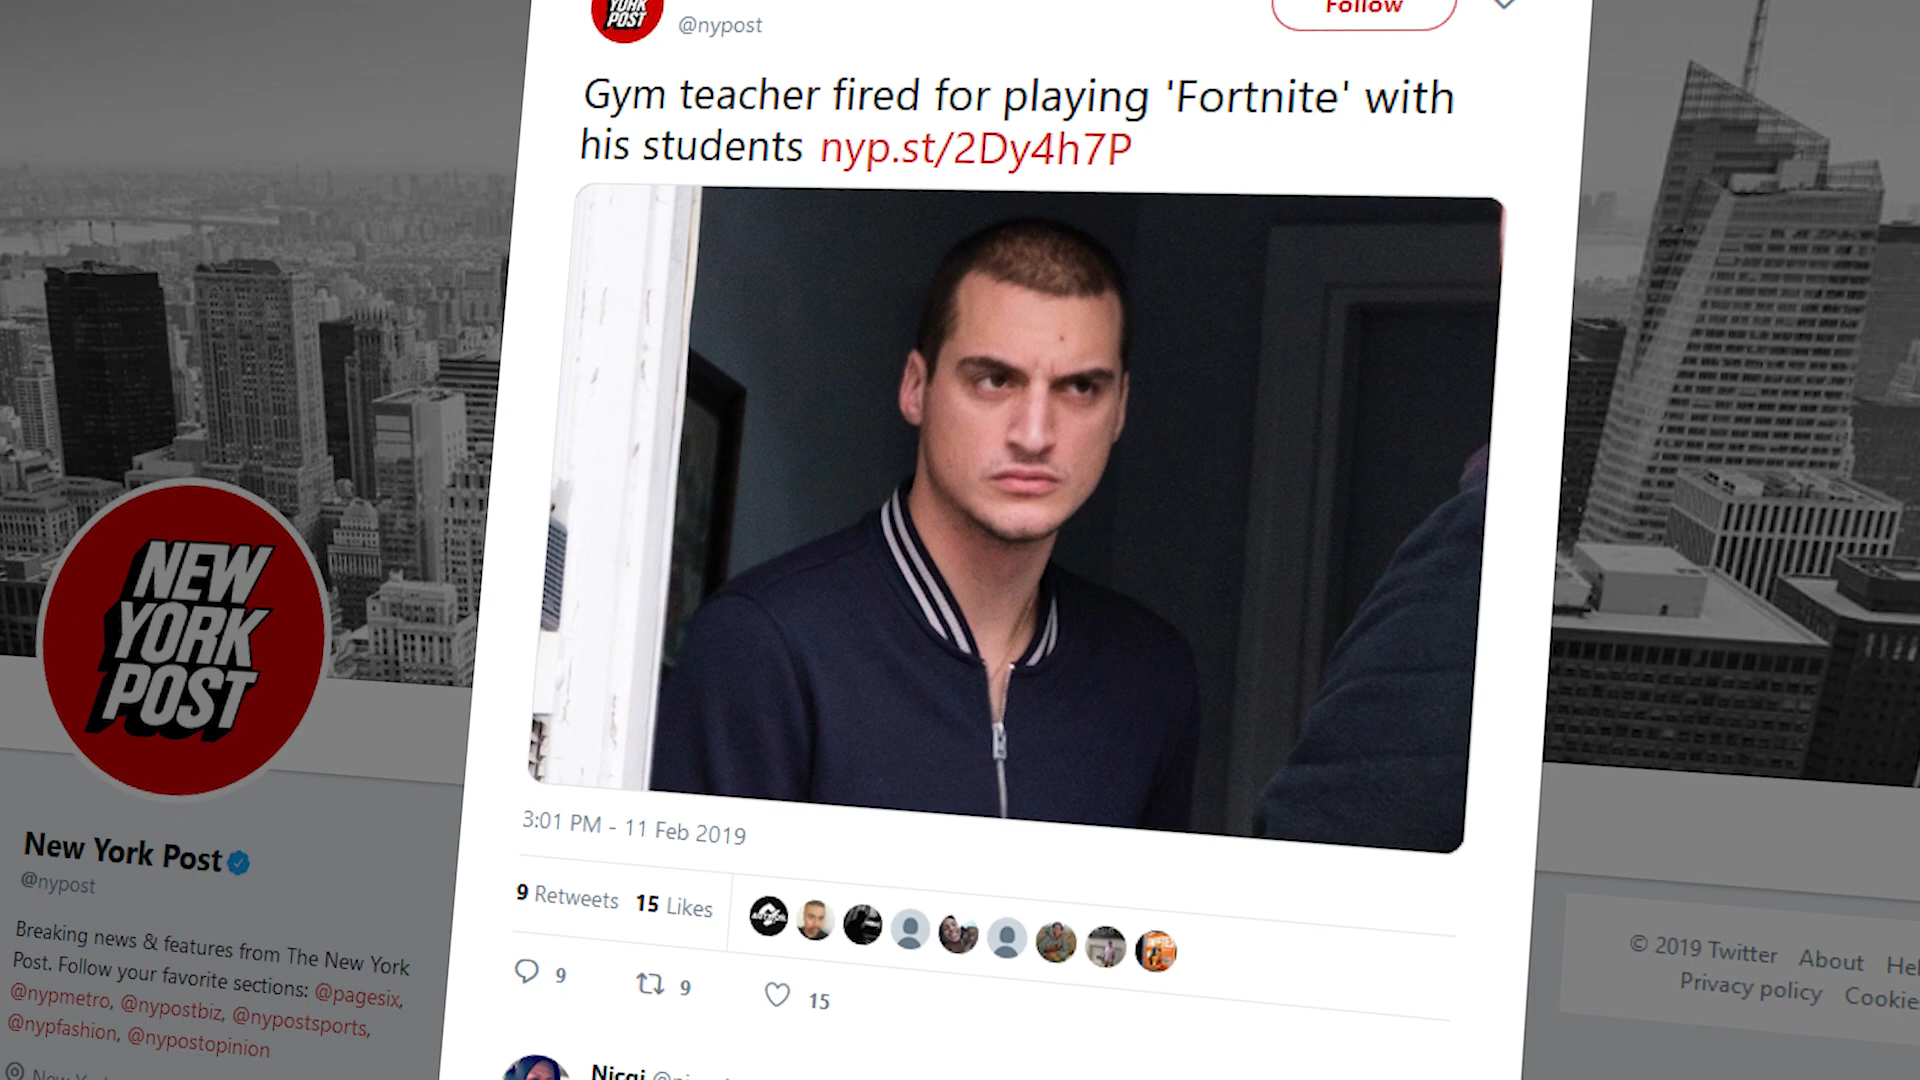 YORK
POST
@nypost
Follow
Gym teacher fired for playing 'Fortnite' with
his students nyp.st/2Dy4h7P
3:01 PM - 11 Feb 2019
9 Retweets 15 Likes
9 9 15
NEW
YORK
POST
New York Post
@nypost
Breaking news & features from The New York
Post. Follow your favorite sections: @pagesix,
@nypmetro, @nypostbiz, @nypostsports,
@nypfashion, @nypostopinion
© 2019 Twitter About
Privacy policy